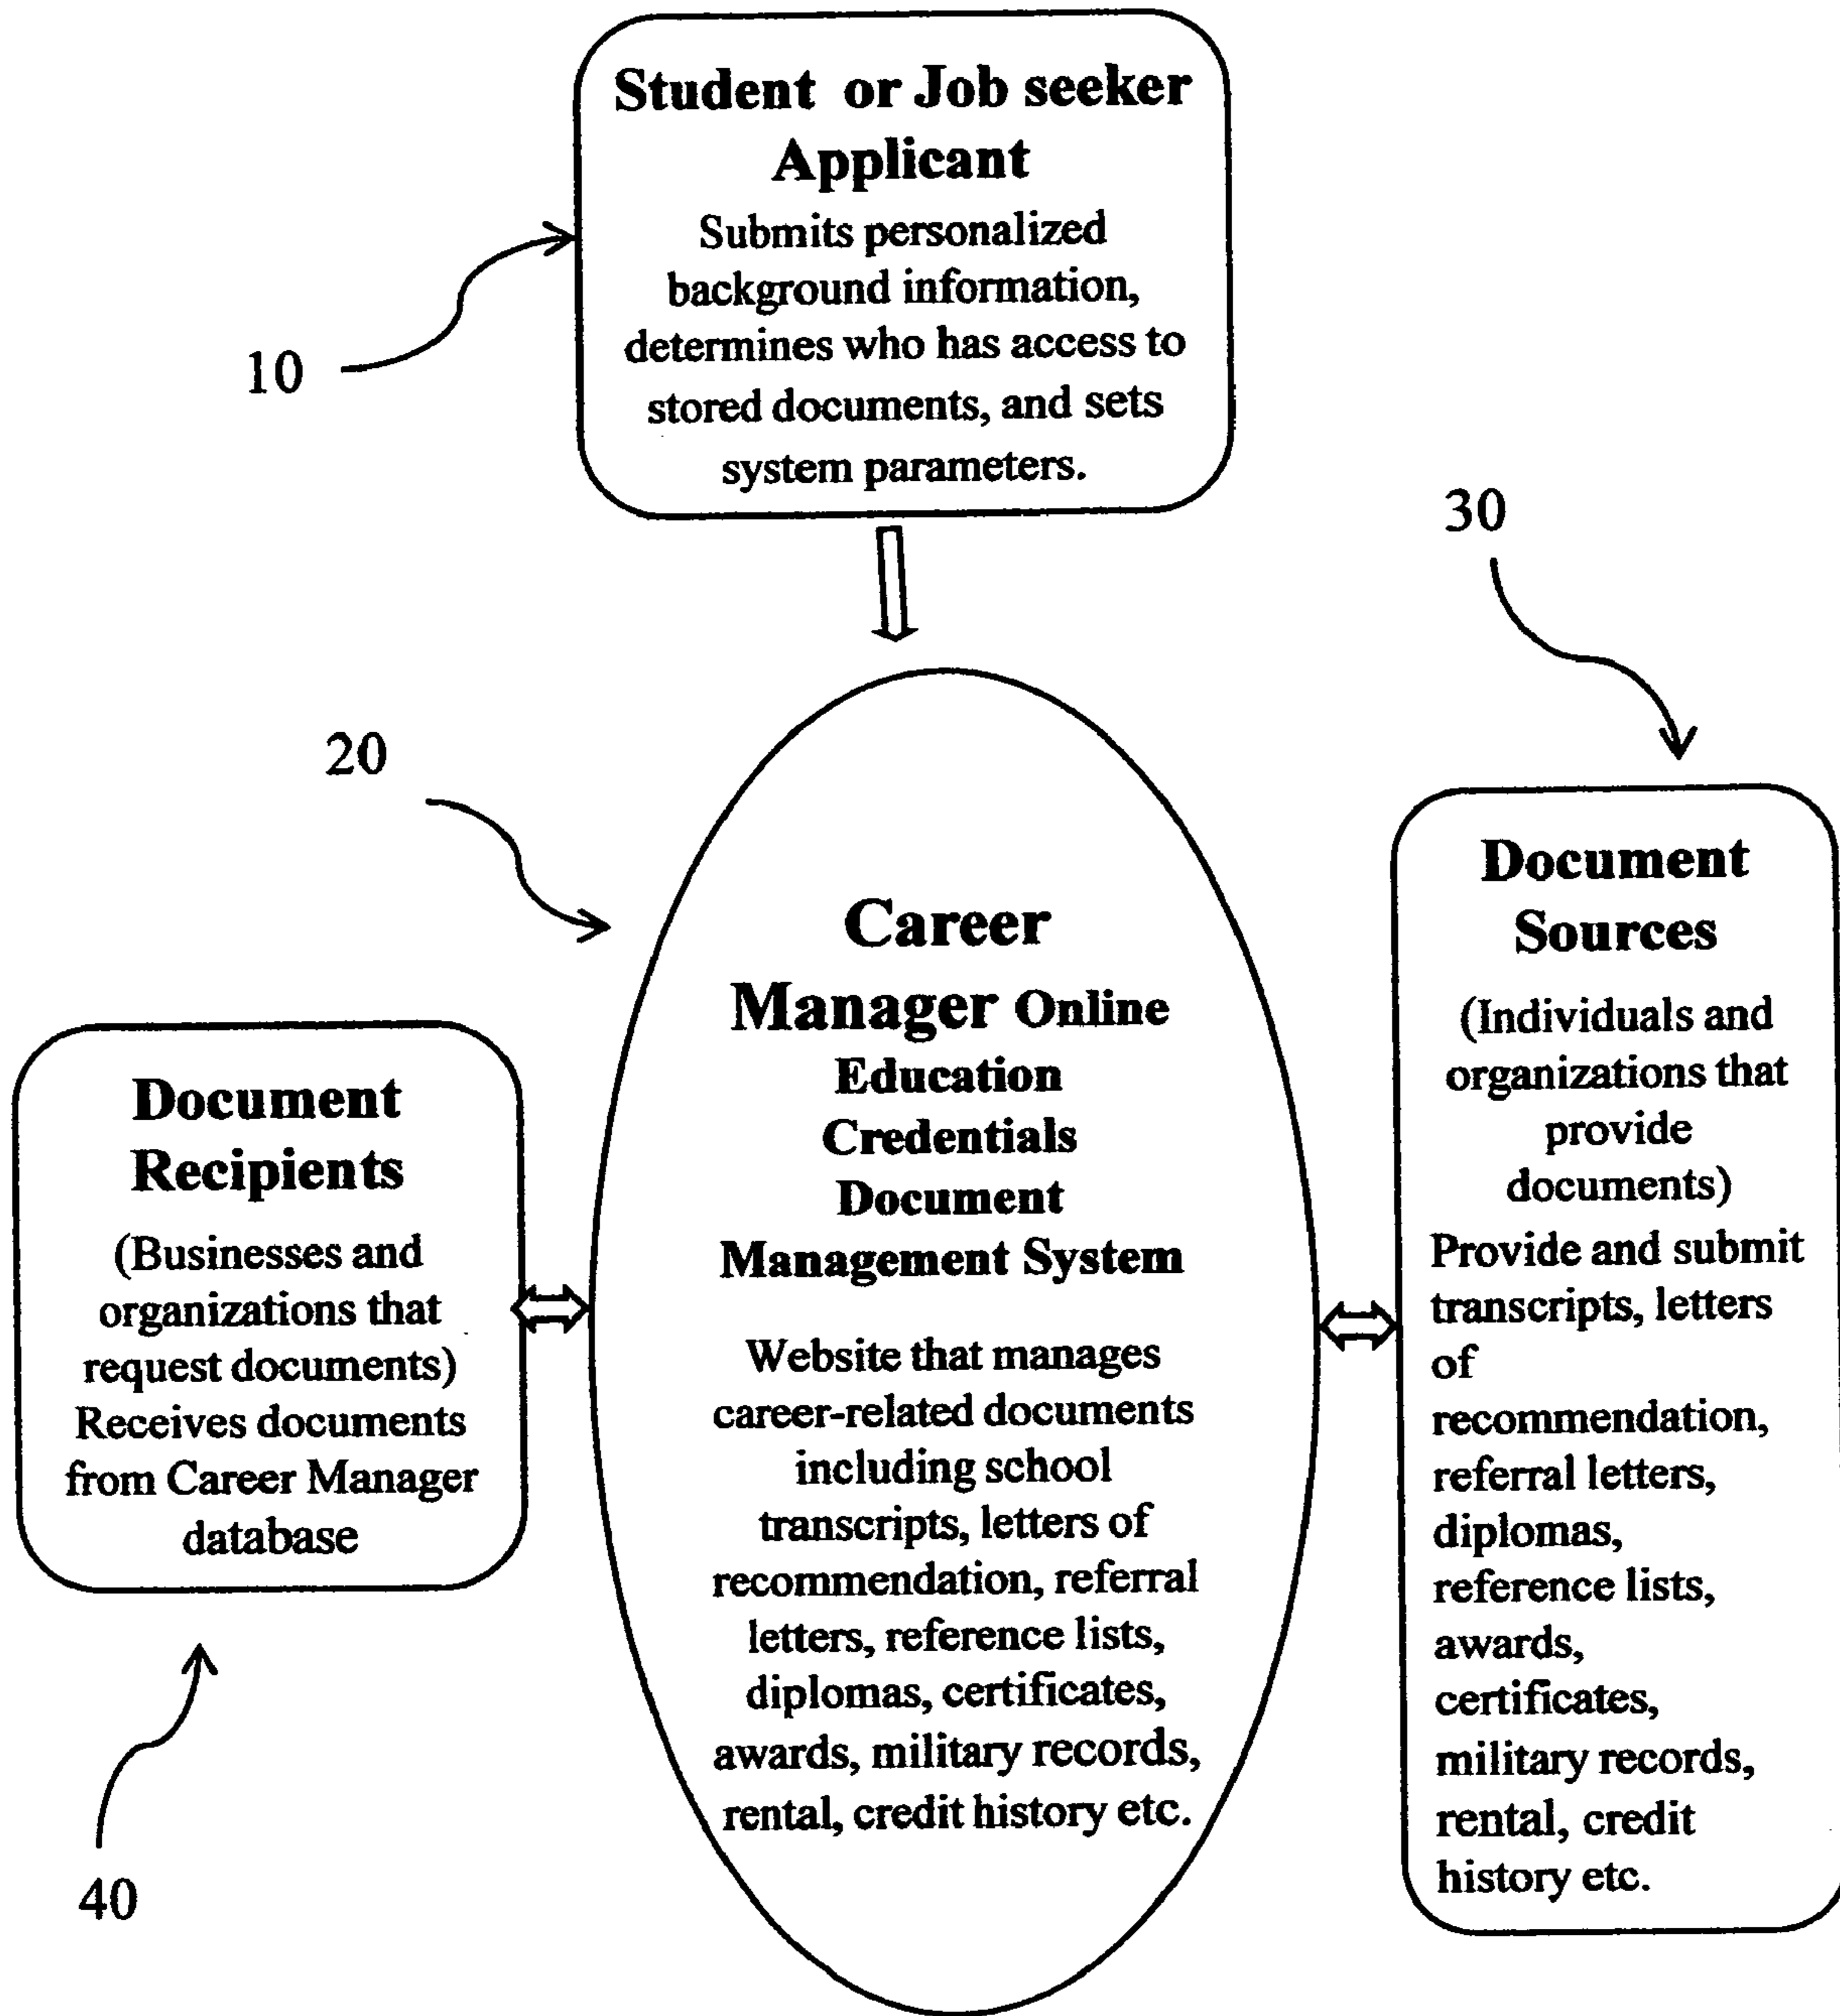 Student or Job seeker
Applicant
Submits personalized
background information,
determines who has access to
stored documents, and sets
system parameters.
10
30
20
Career
Manager Online
Education
Credentials
Document
Management System
Website that manages
career-related documents
including school
transcripts, letters of
recommendation, referral
letters, reference lists,
diplomas, certificates,
awards, military records,
rental, credit history etc.
Document
Sources
(Individuals and
organizations that
provide
documents)
Provide and submit
transcripts, letters
of
recommendation,
referral letters,
diplomas,
reference lists,
awards,
certificates,
military records,
rental, credit
history etc.
Document
Recipients
(Businesses and
organizations that
request documents)
Receives documents
from Career Manager
database
40